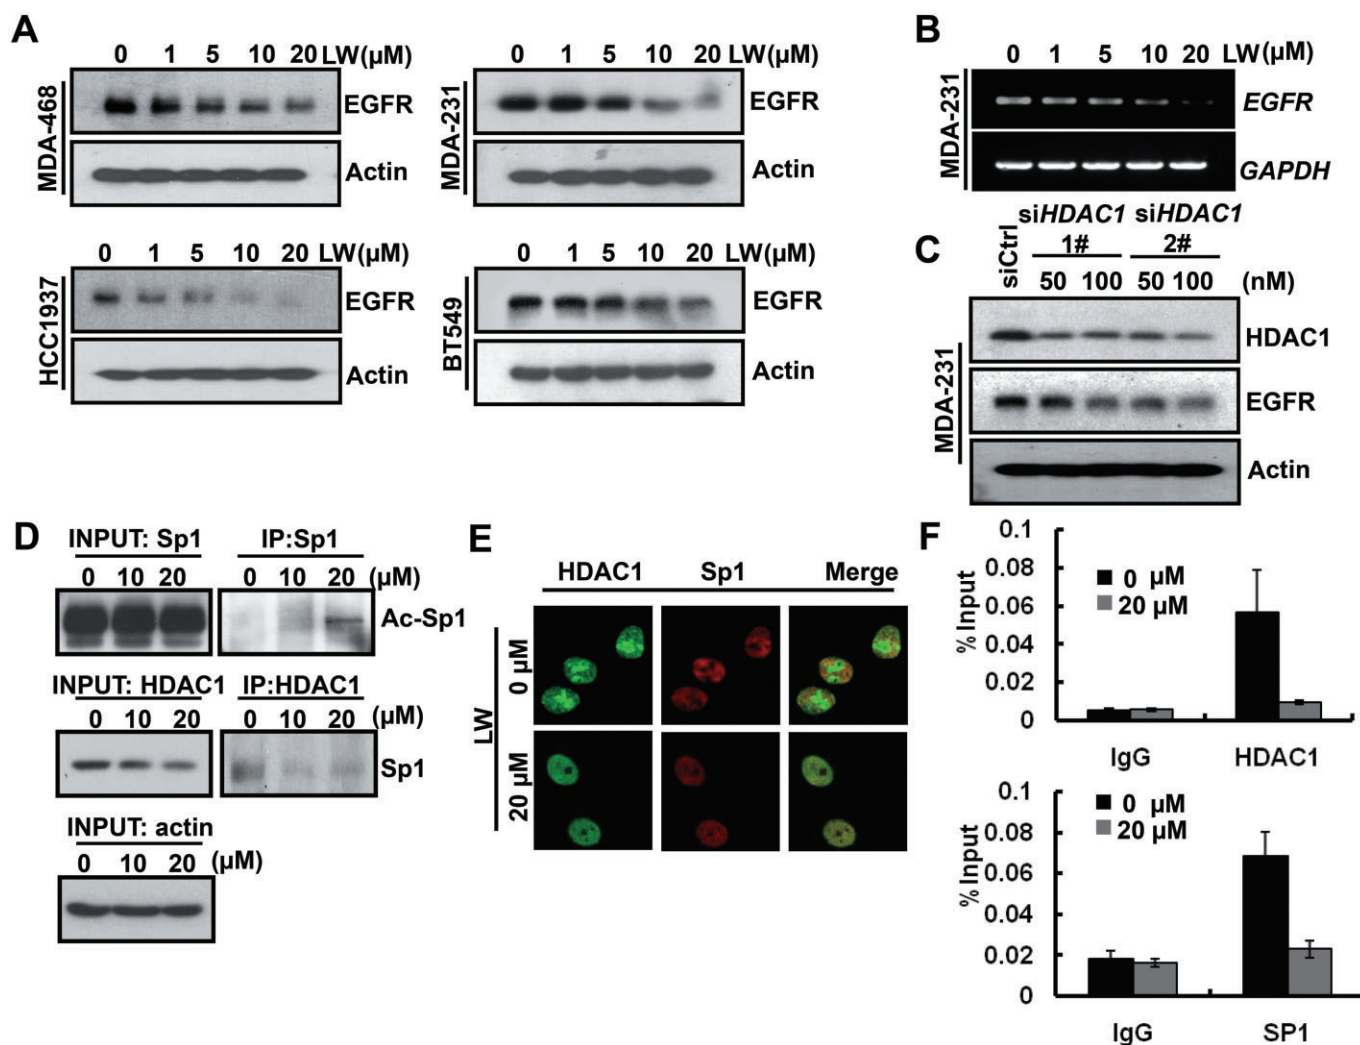 A
0 1 5 10 20 LW(µM)
MDA-468
EGFR
Actin
0 1 5 10 20 LW(µM)
MDA-231
EGFR
Actin
0 1 5 10 20 LW(µM)
HCC1937
EGFR
Actin
0 1 5 10 20 LW(µM)
BT549
EGFR
Actin
B
0 1 5 10 20 LW(µM)
MDA-231
EGFR
GAPDH
C
siCtrl
siHDAC1 siHDAC1
1# 2#
50 100 50 100 (nM)
MDA-231
HDAC1
EGFR
Actin
D
INPUT: Sp1 IP:Sp1
0 10 20 0 10 20 (µM)
Ac-Sp1
INPUT: HDAC1 IP:HDAC1
0 10 20 0 10 20 (µM)
Sp1
INPUT: actin
0 10 20 (µM)
E
HDAC1 Sp1 Merge
LW
0 µM
20 µM
F
% Input
0.1
0.08
0.06
0.04
0.02
0
0 µM
20 µM
IgG HDAC1
% Input
0.1
0.08
0.06
0.04
0.02
0
0 µM
20 µM
IgG SP1